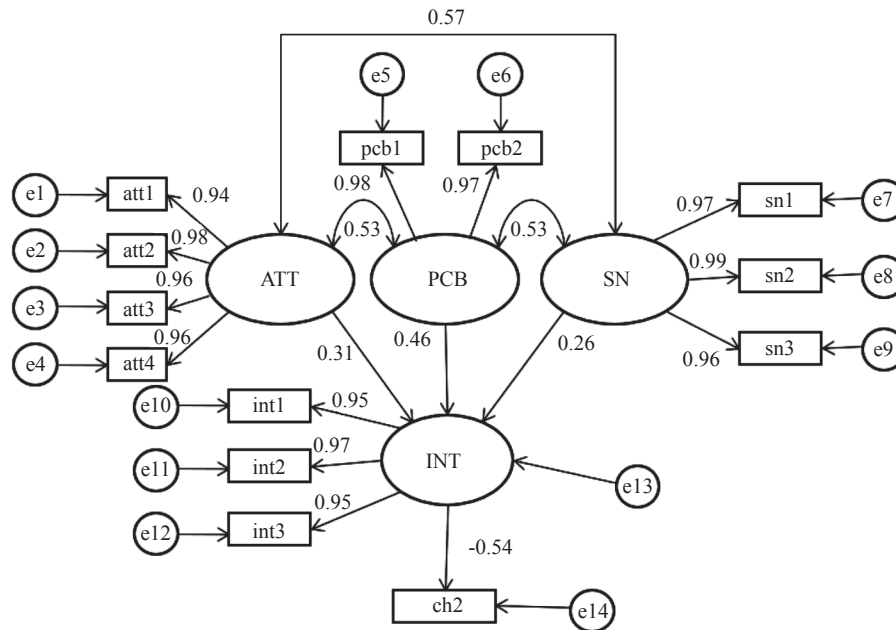 0.57
e5
e6
pcb1
pcb2
e1
att1
0.94
0.98
0.97
0.97
sn1
e7
e2
att2
0.98
0.53
0.53
ATT
PCB
SN
0.99
sn2
e8
e3
att3
0.96
e4
att4
0.96
0.31
0.46
0.26
0.96
sn3
e9
e10
int1
0.95
e11
int2
0.97
INT
e13
e12
int3
0.95
-0.54
ch2
e14